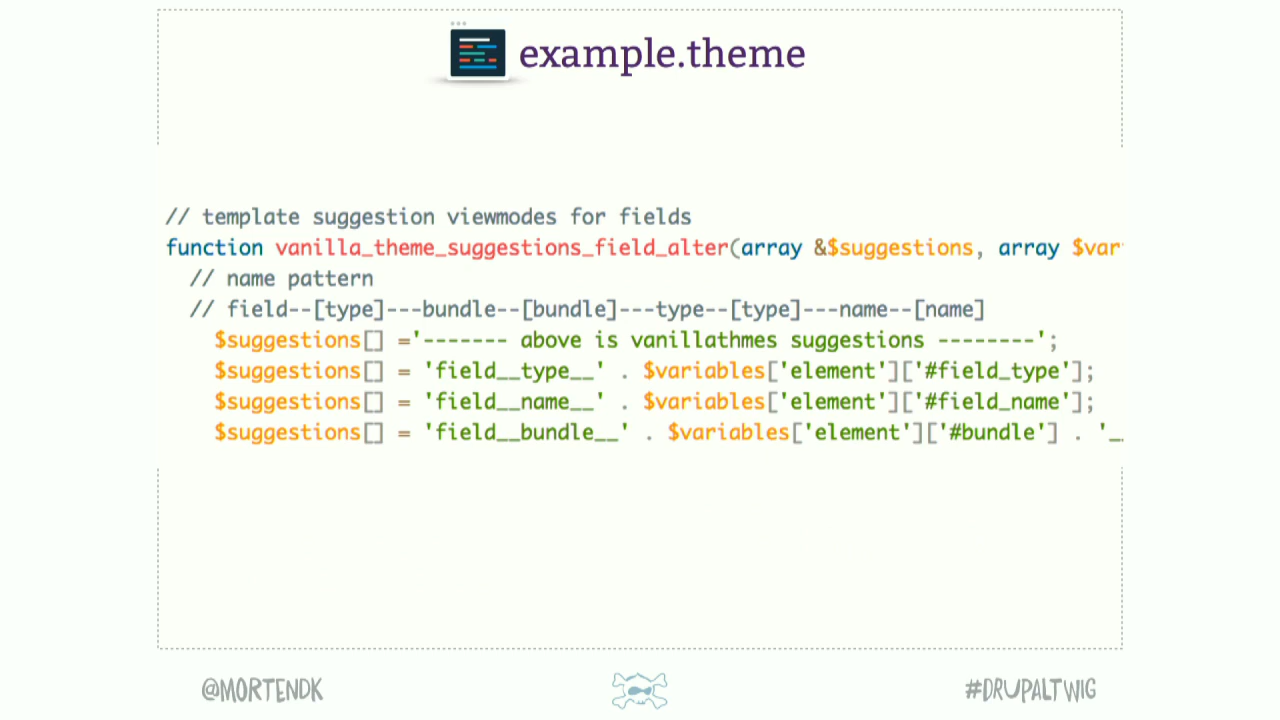 example.theme
// template suggestion viewmodes for fields
function vanilla_theme_suggestions_field_alter(array &$suggestions, array $var
// name pattern
// field--[type]---bundle--[bundle]---type--[type]---name--[name]
$suggestions[] ='------- above is vanillathmes suggestions --------';
$suggestions[] = 'field__type__' . $variables['element']['#field_type'];
$suggestions[] = 'field__name__' . $variables['element']['#field_name'];
$suggestions[] = 'field__bundle__' . $variables['element']['#bundle'] . '_
@MORTENDK
#DRUPALTWIG